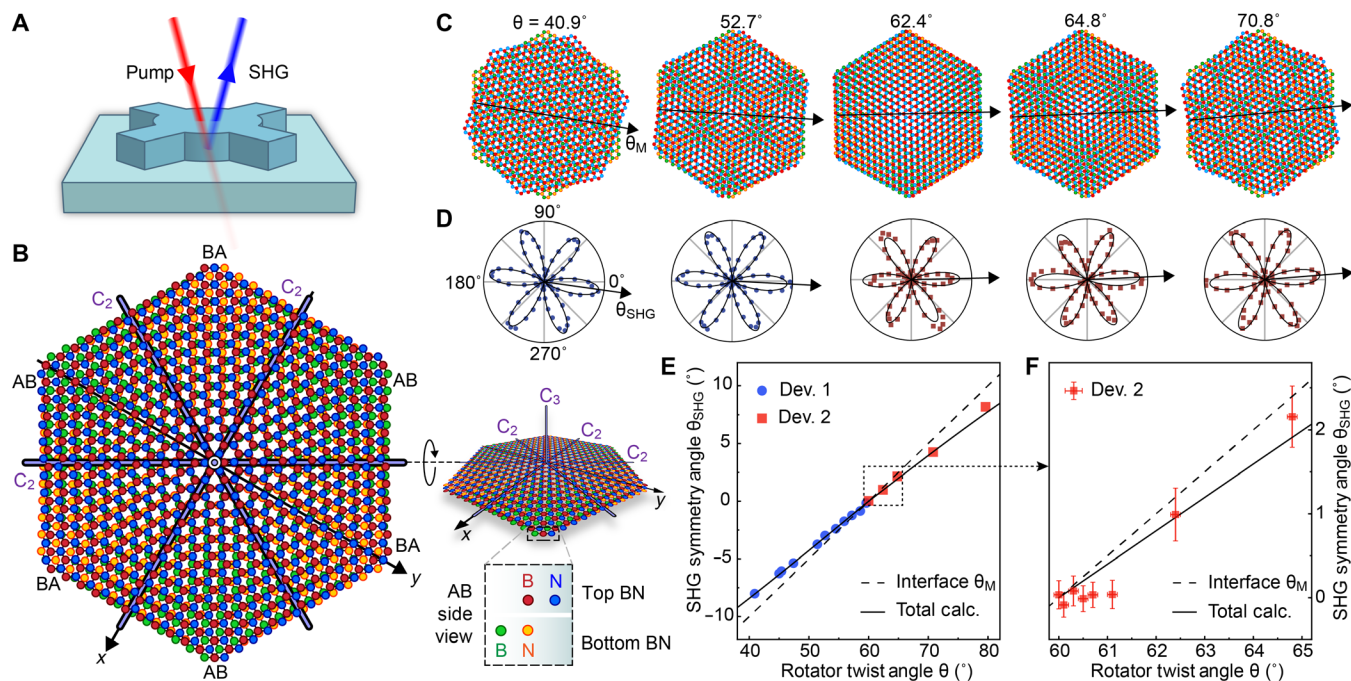 A
Pump
SHG
B
BA
C₂
C₂
AB
AB
C₂
BA
BA
AB
x
y
C₃
C₂
C₂
C₂
x
y
AB
side
view
B N
Top BN
B N
Bottom BN
C
θ = 40.9°
52.7°
62.4°
64.8°
70.8°
θM
D
90°
180°
0°
θSHG
270°
E
SHG symmetry angle θSHG (°)
10
5
0
−5
−10
Dev. 1
Dev. 2
Interface θM
Total calc.
40 50 60 70 80
Rotator twist angle θ (°)
F
Dev. 2
Interface θM
Total calc.
2
1
0
SHG symmetry angle θSHG (°)
60 61 62 63 64 65
Rotator twist angle θ (°)